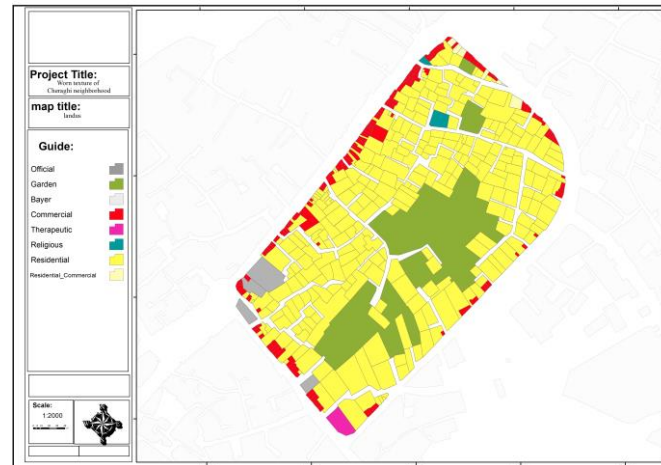 Project Title:
Worn texture of
Cheraghi neighborhood
map title:
landus
Guide:
Official
Garden
Bayer
Commercial
Therapeutic
Religious
Residential
Residential_Commercial
Scale:
1:2000